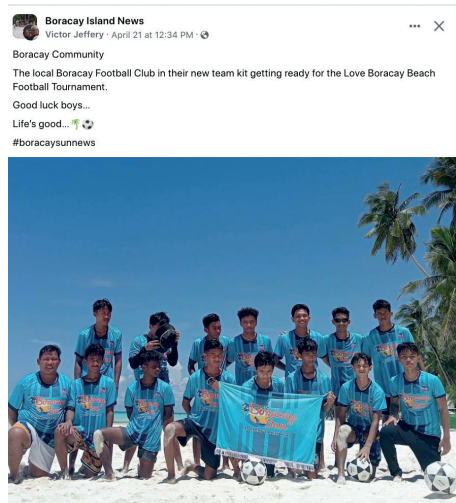 Boracay Island News
Victor Jeffery · April 21 at 12:34 PM ·
Boracay Community
The local Boracay Football Club in their new team kit getting ready for the Love Boracay Beach
Football Tournament.
Good luck boys...
Life's good...🌴⚽
#boracaysunnews
Boracay
Sun